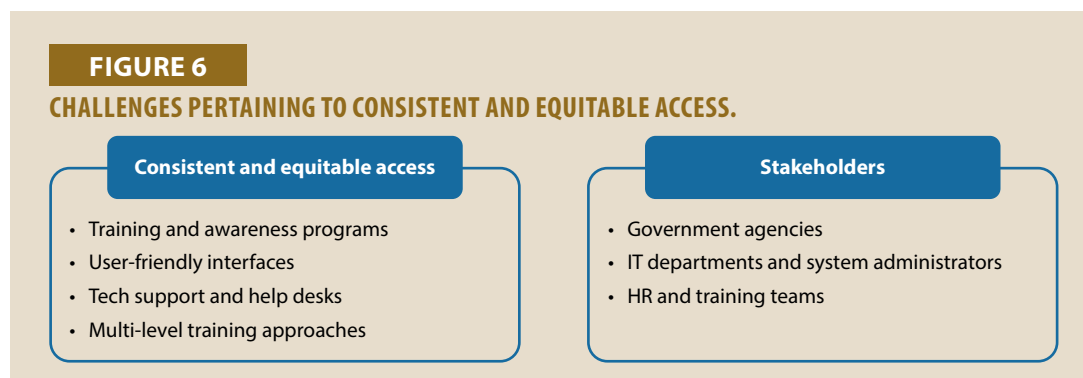 FIGURE 6
CHALLENGES PERTAINING TO CONSISTENT AND EQUITABLE ACCESS.
Consistent and equitable access
• Training and awareness programs
• User-friendly interfaces
• Tech support and help desks
• Multi-level training approaches
Stakeholders
• Government agencies
• IT departments and system administrators
• HR and training teams